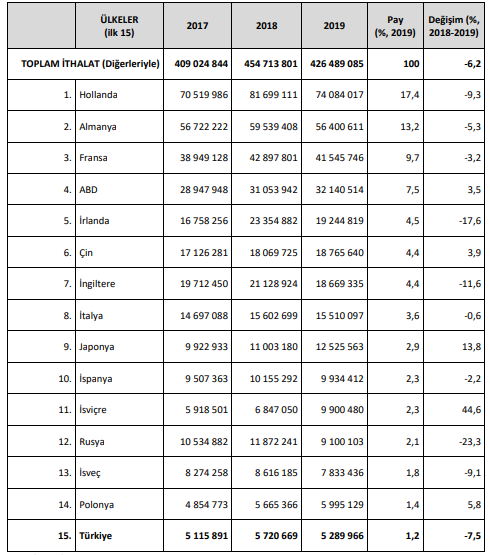 ÜLKELER (ilk 15) 2017 2018 2019 Pay (%, 2019) Değişim (%, 2018-2019)
TOPLAM İTHALAT (Diğerleriyle) 409 024 844 454 713 801 426 489 085 100 -6,2
1. Hollanda 70 519 986 81 699 111 74 084 017 17,4 -9,3
2. Almanya 56 722 222 59 539 408 56 400 611 13,2 -5,3
3. Fransa 38 949 128 42 897 801 41 545 746 9,7 -3,2
4. ABD 28 947 948 31 053 942 32 140 514 7,5 3,5
5. İrlanda 16 758 256 23 354 882 19 244 819 4,5 -17,6
6. Çin 17 126 281 18 069 725 18 765 640 4,4 3,9
7. İngiltere 19 712 450 21 128 924 18 669 335 4,4 -11,6
8. İtalya 14 697 088 15 602 699 15 510 097 3,6 -0,6
9. Japonya 9 922 933 11 003 180 12 525 563 2,9 13,8
10. İspanya 9 507 363 10 155 292 9 934 412 2,3 -2,2
11. İsviçre 5 918 501 6 847 050 9 900 480 2,3 44,6
12. Rusya 10 534 882 11 872 241 9 100 103 2,1 -23,3
13. İsveç 8 274 258 8 616 185 7 833 436 1,8 -9,1
14. Polonya 4 854 773 5 665 366 5 995 129 1,4 5,8
15. Türkiye 5 115 891 5 720 669 5 289 966 1,2 -7,5